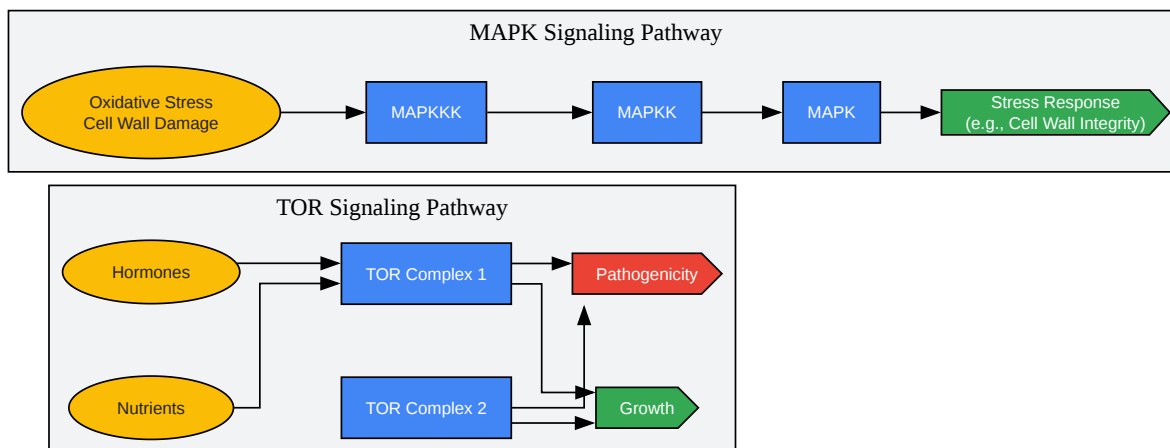 MAPK Signaling Pathway
Oxidative Stress
Cell Wall Damage
MAPKKK
MAPKK
MAPK
Stress Response
(e.g., Cell Wall Integrity)
TOR Signaling Pathway
Hormones
TOR Complex 1
Pathogenicity
Nutrients
TOR Complex 2
Growth